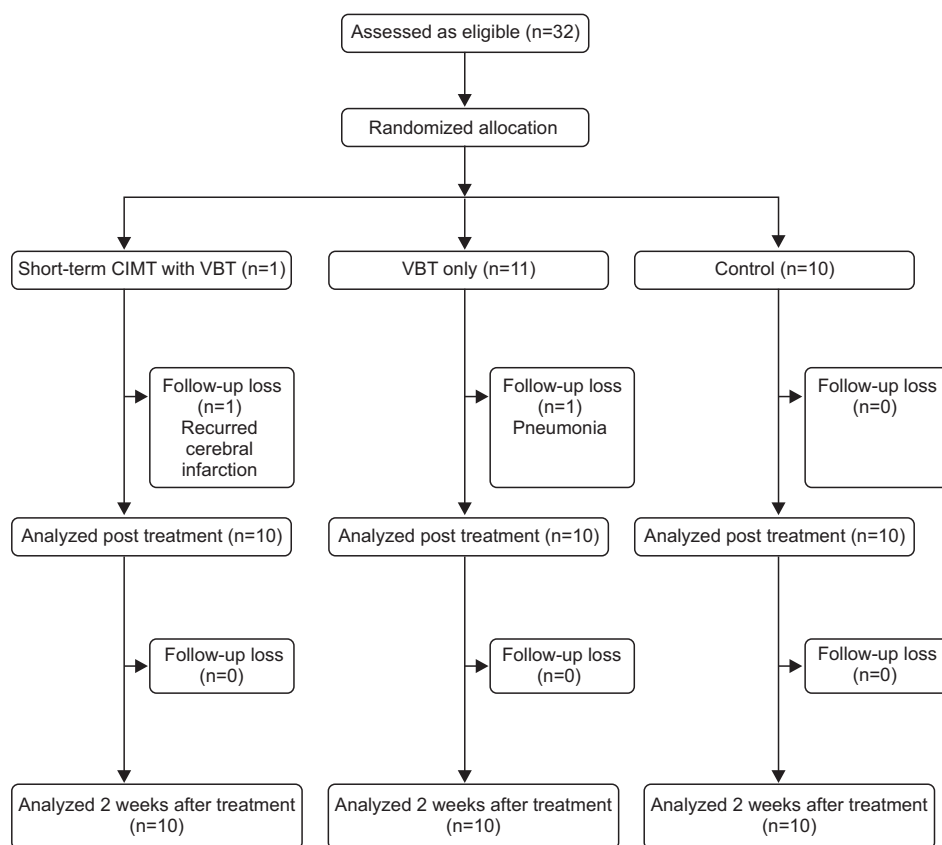 Assessed as eligible (n=32)
Randomized allocation
Short-term CIMT with VBT (n=1)
VBT only (n=11)
Control (n=10)
Follow-up loss
(n=1)
Recurred
cerebral
infarction
Follow-up loss
(n=1)
Pneumonia
Follow-up loss
(n=0)
Analyzed post treatment (n=10)
Analyzed post treatment (n=10)
Analyzed post treatment (n=10)
Follow-up loss
(n=0)
Follow-up loss
(n=0)
Follow-up loss
(n=0)
Analyzed 2 weeks after treatment
(n=10)
Analyzed 2 weeks after treatment
(n=10)
Analyzed 2 weeks after treatment
(n=10)